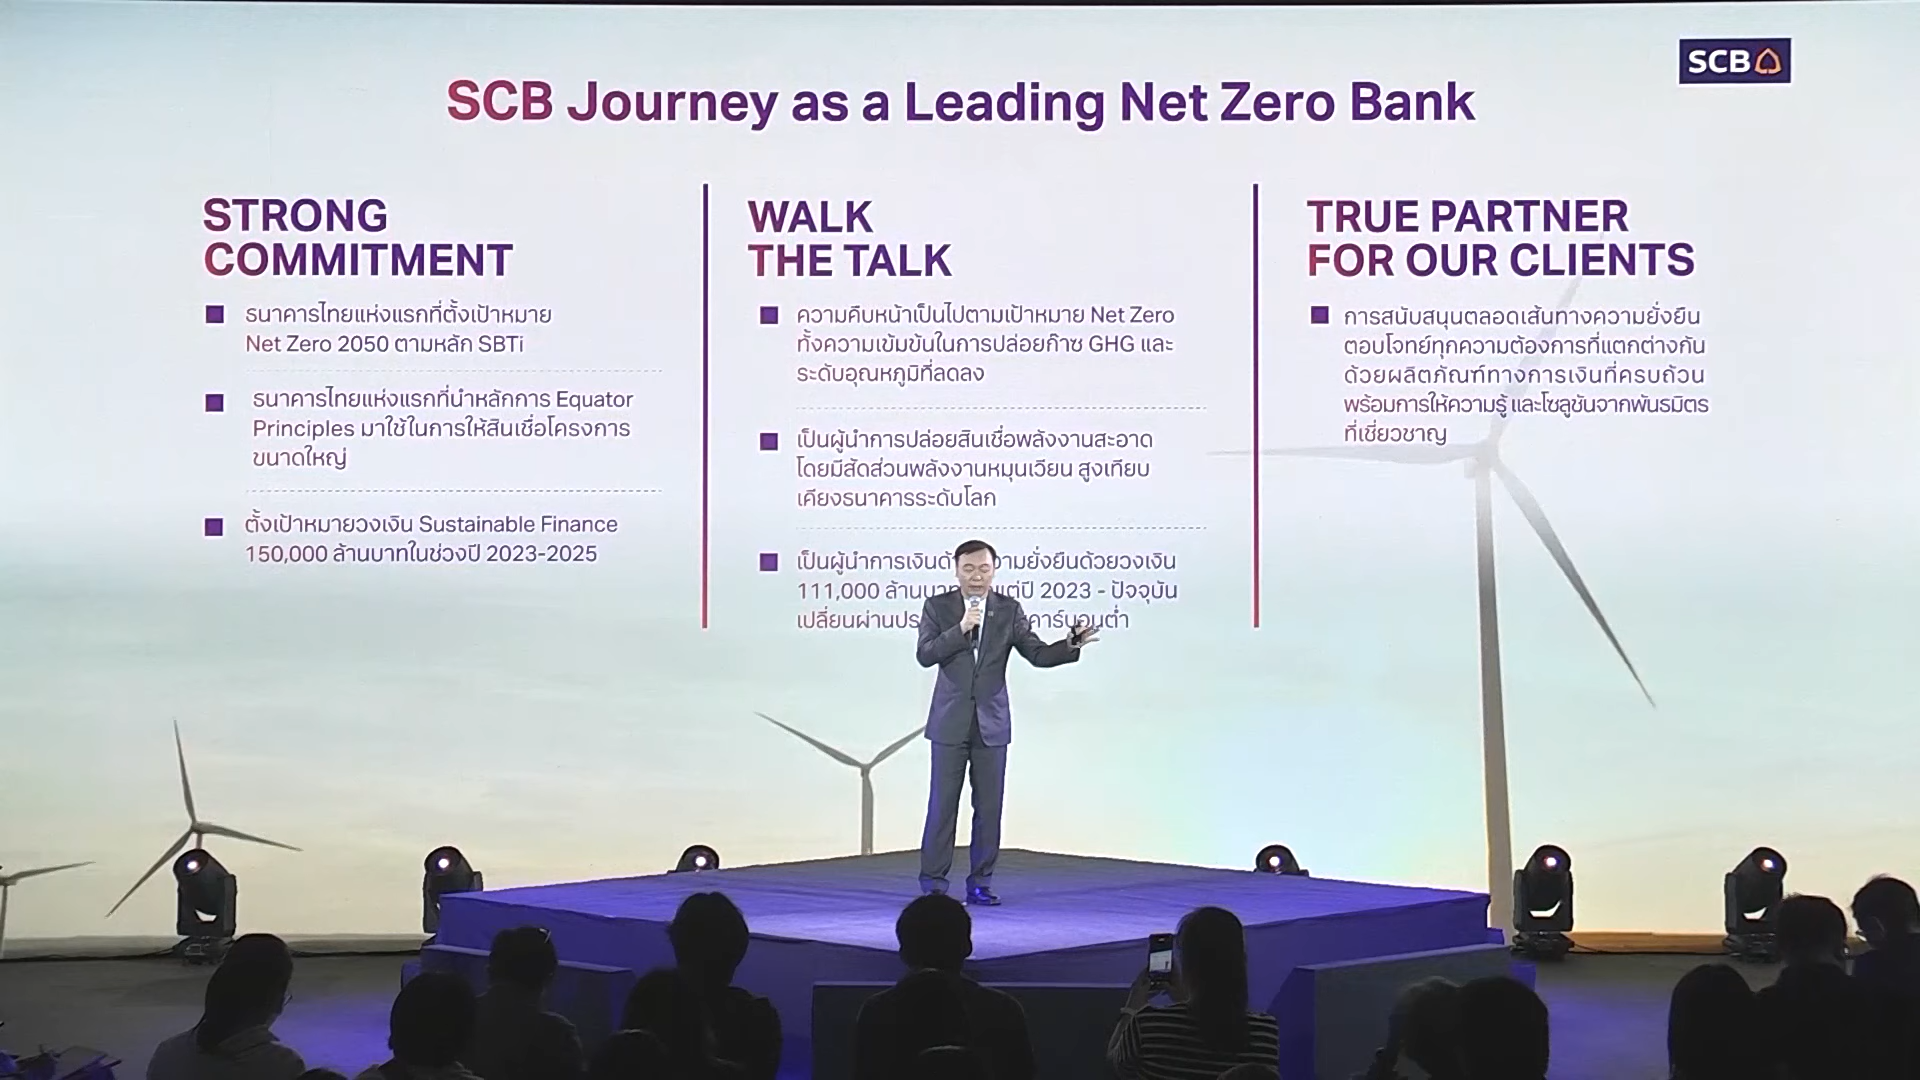 SCB
SCB Journey as a Leading Net Zero Bank
STRONG
COMMITMENT
ธนาคารไทยแห่งแรกที่ตั้งเป้าหมาย
Net Zero 2050 ตามหลัก SBTi
ธนาคารไทยแห่งแรกที่นำหลักการ Equator
Principles มาใช้ในการให้สินเชื่อโครงการ
ขนาดใหญ่
ตั้งเป้าหมายวงเงิน Sustainable Finance
150,000 ล้านบาทในช่วงปี 2023-2025
WALK
THE TALK
ความคืบหน้าเป็นไปตามเป้าหมาย Net Zero
ทั้งความเข้มข้นในการปล่อยก๊าซ GHG และ
ระดับอุณหภูมิที่ลดลง
เป็นผู้นำการปล่อยสินเชื่อพลังงานสะอาด
โดยมีสัดส่วนพลังงานหมุนเวียน สูงเทียบ
เคียงธนาคารระดับโลก
เป็นผู้นำการเงินด้ วามยั่งยืนด้วยวงเงิน
111,000 ล้านบาท แต่ปี 2023 - ปัจจุบัน
เปลี่ยนผ่านประ คาร์บอนต่ำ
TRUE PARTNER
FOR OUR CLIENTS
การสนับสนุนตลอดเส้นทางความยั่งยืน
ตอบโจทย์ทุกความต้องการที่แตกต่างกัน
ด้วยผลิตภัณฑ์ทางการเงินที่ครบถ้วน
พร้อมการให้ความรู้ และโซลูชันจากพันธมิตร
ที่เชี่ยวชาญ